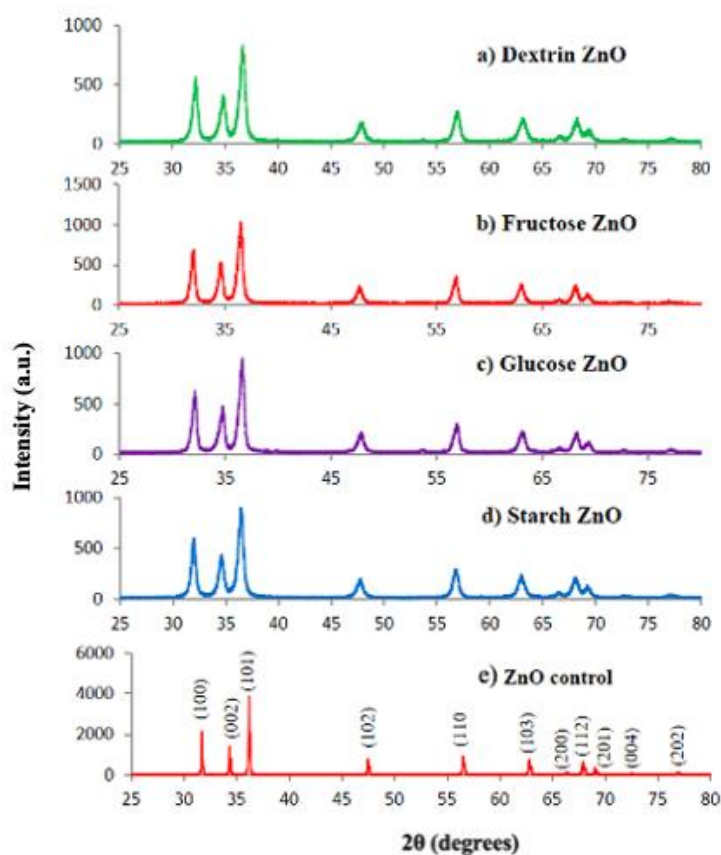 1000
a) Dextrin ZnO
500
0
25 30 35 40 45 50 55 60 65 70 75 80
1500
1000
b) Fructose ZnO
500
0
25 35 45 55 65 75
1000
c) Glucose ZnO
500
0
25 35 45 55 65 75
1000
d) Starch ZnO
500
0
25 30 35 40 45 50 55 60 65 70 75 80
6000
e) ZnO control
4000
2000
0
(100) (002) (101) (102) (110 (103) (200) (112) (201) (004) (202)
25 30 35 40 45 50 55 60 65 70 75 80
Intensity (a.u.)
2θ (degrees)